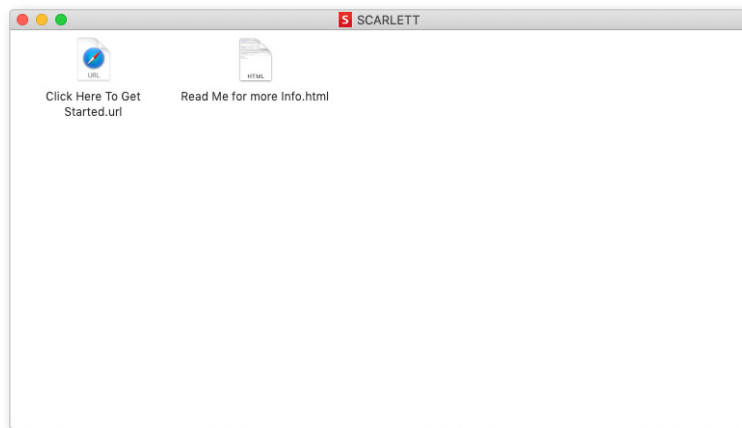 S SCARLETT
URL
HTML
Click Here To Get
Started.url
Read Me for more Info.html